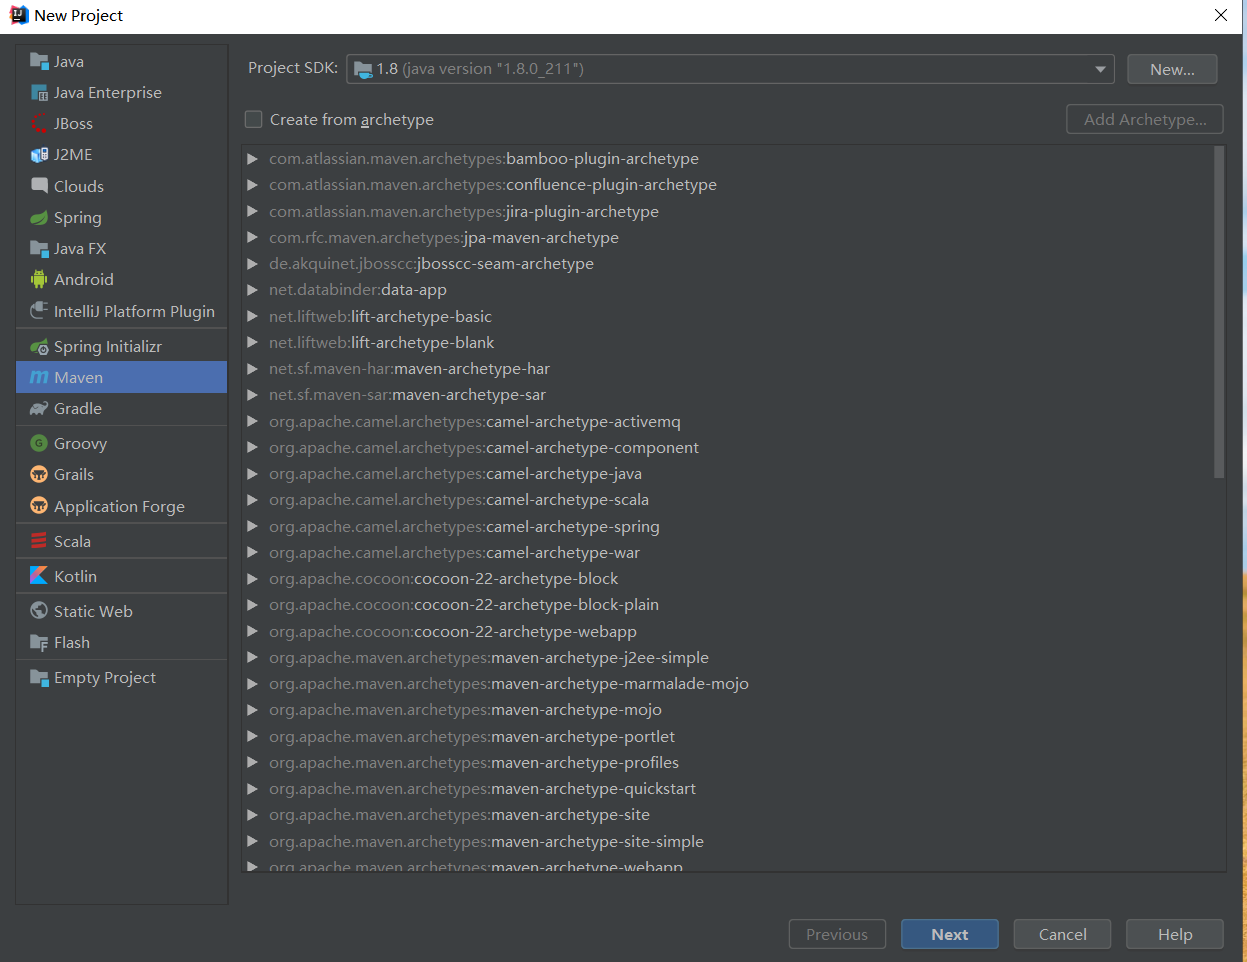 New Project
Java
Java Enterprise
JBoss
J2ME
Clouds
Spring
Java FX
Android
IntelliJ Platform Plugin
Spring Initializr
Maven
Gradle
Groovy
Grails
Application Forge
Scala
Kotlin
Static Web
Flash
Empty Project
Project SDK: 1.8 (java version "1.8.0_211") New...
Create from archetype Add Archetype...
com.atlassian.maven.archetypes:bamboo-plugin-archetype
com.atlassian.maven.archetypes:confluence-plugin-archetype
com.atlassian.maven.archetypes:jira-plugin-archetype
com.rfc.maven.archetypes:jpa-maven-archetype
de.akquinet.jbosscc:jbosscc-seam-archetype
net.databinder:data-app
net.liftweb:lift-archetype-basic
net.liftweb:lift-archetype-blank
net.sf.maven-har:maven-archetype-har
net.sf.maven-sar:maven-archetype-sar
org.apache.camel.archetypes:camel-archetype-activemq
org.apache.camel.archetypes:camel-archetype-component
org.apache.camel.archetypes:camel-archetype-java
org.apache.camel.archetypes:camel-archetype-scala
org.apache.camel.archetypes:camel-archetype-spring
org.apache.camel.archetypes:camel-archetype-war
org.apache.cocoon:cocoon-22-archetype-block
org.apache.cocoon:cocoon-22-archetype-block-plain
org.apache.cocoon:cocoon-22-archetype-webapp
org.apache.maven.archetypes:maven-archetype-j2ee-simple
org.apache.maven.archetypes:maven-archetype-marmalade-mojo
org.apache.maven.archetypes:maven-archetype-mojo
org.apache.maven.archetypes:maven-archetype-portlet
org.apache.maven.archetypes:maven-archetype-profiles
org.apache.maven.archetypes:maven-archetype-quickstart
org.apache.maven.archetypes:maven-archetype-site
org.apache.maven.archetypes:maven-archetype-site-simple
org.apache.maven.archetypes:maven-archetype-webapp
Previous Next Cancel Help